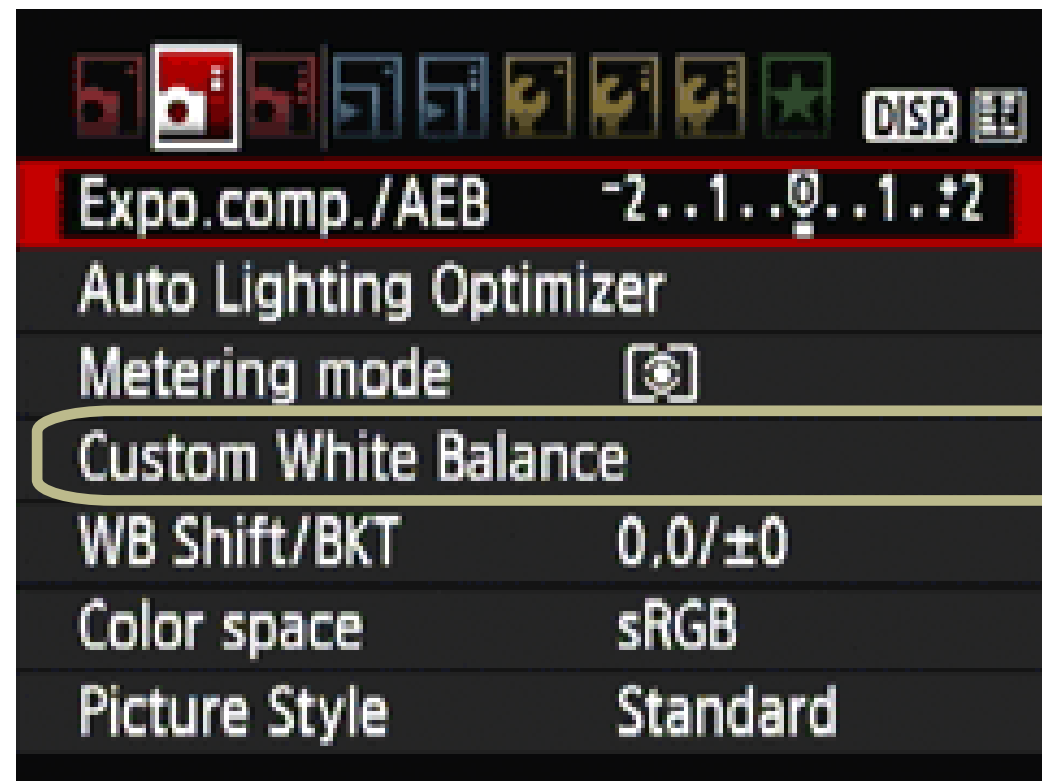 DISP.
Expo.comp./AEB -2..1..0..1..+2
Auto Lighting Optimizer
Metering mode
Custom White Balance
WB Shift/BKT 0,0/±0
Color space sRGB
Picture Style Standard